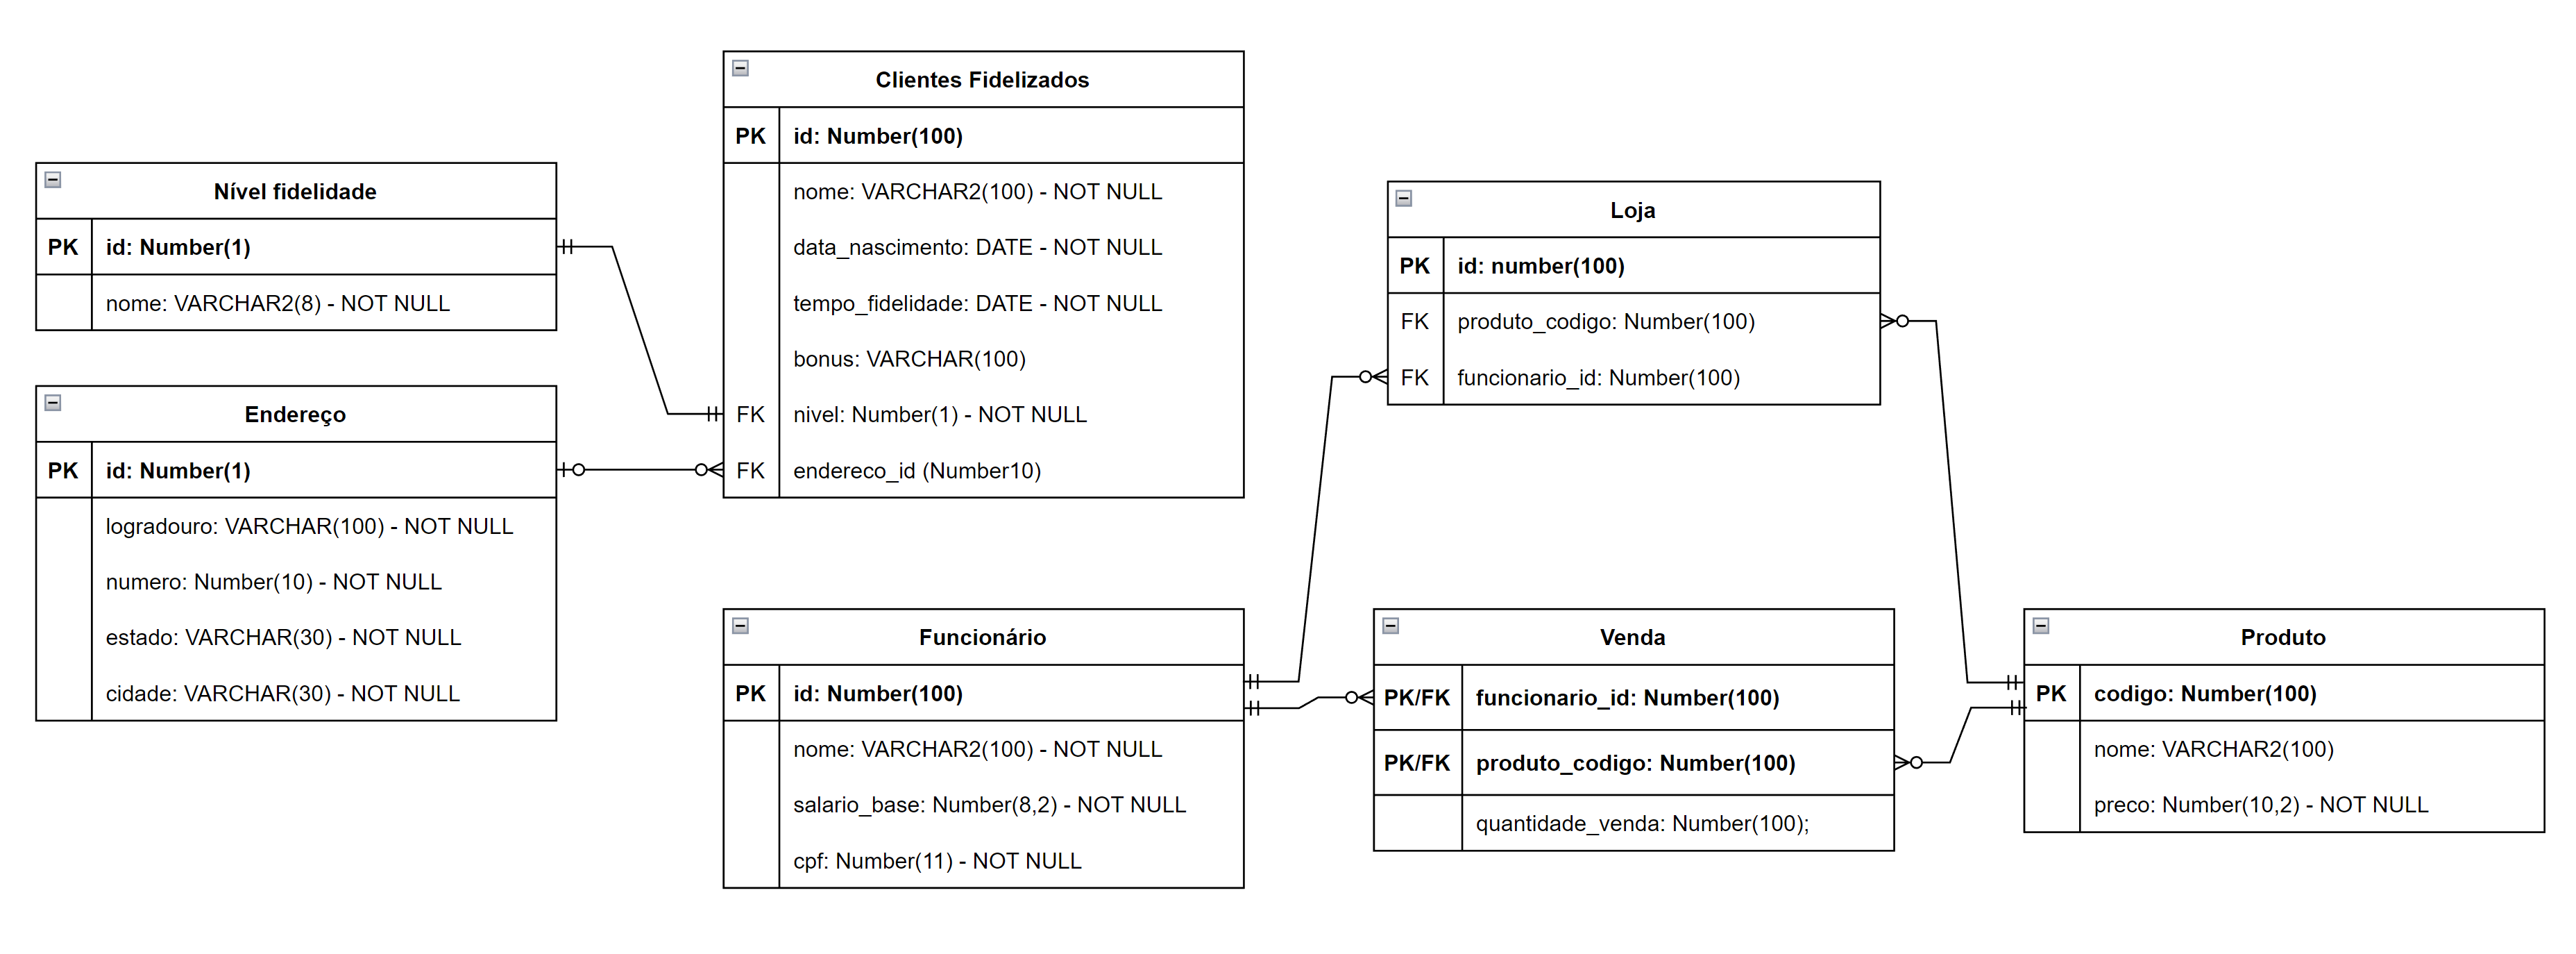 Clientes Fidelizados
PK id: Number(100)
nome: VARCHAR2(100) - NOT NULL
data_nascimento: DATE - NOT NULL
tempo_fidelidade: DATE - NOT NULL
bonus: VARCHAR(100)
FK nivel: Number(1) - NOT NULL
FK endereco_id (Number10)
Nível fidelidade
PK id: Number(1)
nome: VARCHAR2(8) - NOT NULL
Endereço
PK id: Number(1)
logradouro: VARCHAR(100) - NOT NULL
numero: Number(10) - NOT NULL
estado: VARCHAR(30) - NOT NULL
cidade: VARCHAR(30) - NOT NULL
Loja
PK id: number(100)
FK produto_codigo: Number(100)
FK funcionario_id: Number(100)
Funcionário
PK id: Number(100)
nome: VARCHAR2(100) - NOT NULL
salario_base: Number(8,2) - NOT NULL
cpf: Number(11) - NOT NULL
Venda
PK/FK funcionario_id: Number(100)
PK/FK produto_codigo: Number(100)
quantidade_venda: Number(100);
Produto
PK codigo: Number(100)
nome: VARCHAR2(100)
preco: Number(10,2) - NOT NULL